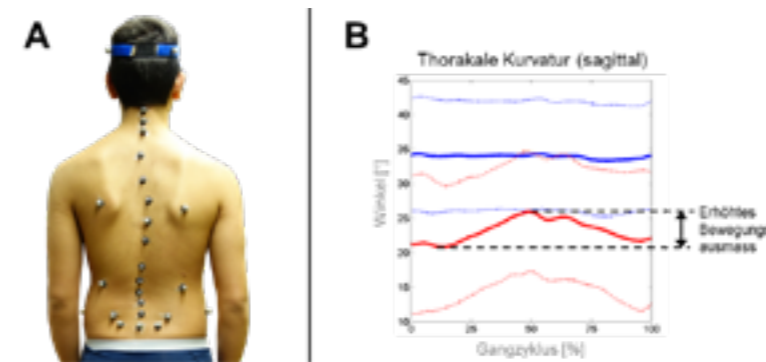 A
B
Thorakale Kurvatur (sagittal)
Winkel [°]
45
40
35
30
25
20
15
10
0
25
50
75
100
Gangzyklus [%]
Erhöhtes
Bewegungs
ausmass